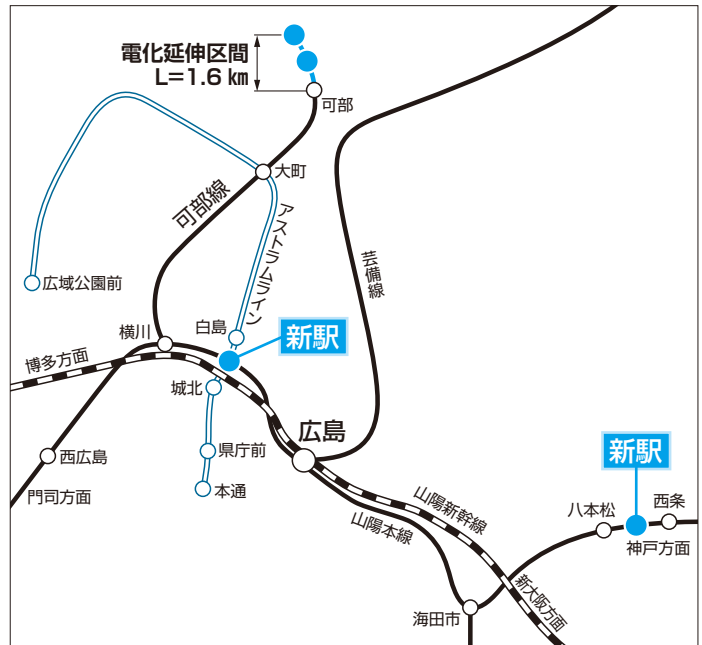 電化延伸区間
L=1.6 km
可部
大町
可部線
アストラムライン
芸備線
広域公園前
横川
白島
新駅
博多方面
城北
広島
西広島
県庁前
新駅
門司方面
本通
山陽新幹線
山陽本線
八本松
西条
神戸方面
新大阪方面
海田市